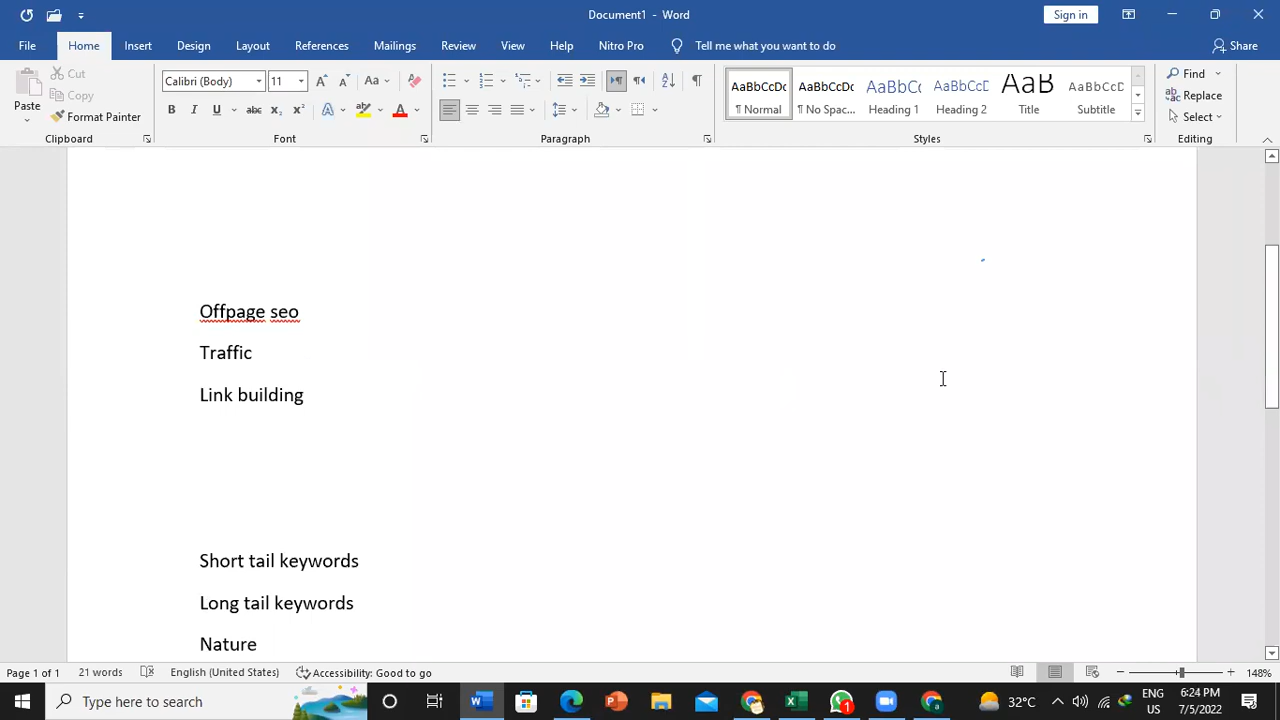 Document1 - Word
Sign in
File Home Insert Design Layout References Mailings Review View Help Nitro Pro Tell me what you want to do Share
Paste
Cut
Copy
Format Painter
Clipboard
Calibri (Body) 11
Font
Paragraph
AaBbCcDc AaBbCcDc AaBbCc AaBbCcD AaB AaBbCcD
¶ Normal ¶ No Spac... Heading 1 Heading 2 Title Subtitle
Styles
Find
Replace
Select
Editing
Offpage seo
Traffic
Link building
Short tail keywords
Long tail keywords
Nature
Page 1 of 1 21 words English (United States) Accessibility: Good to go 148%
Type here to search
1
32°C
ENG
US
6:24 PM
7/5/2022